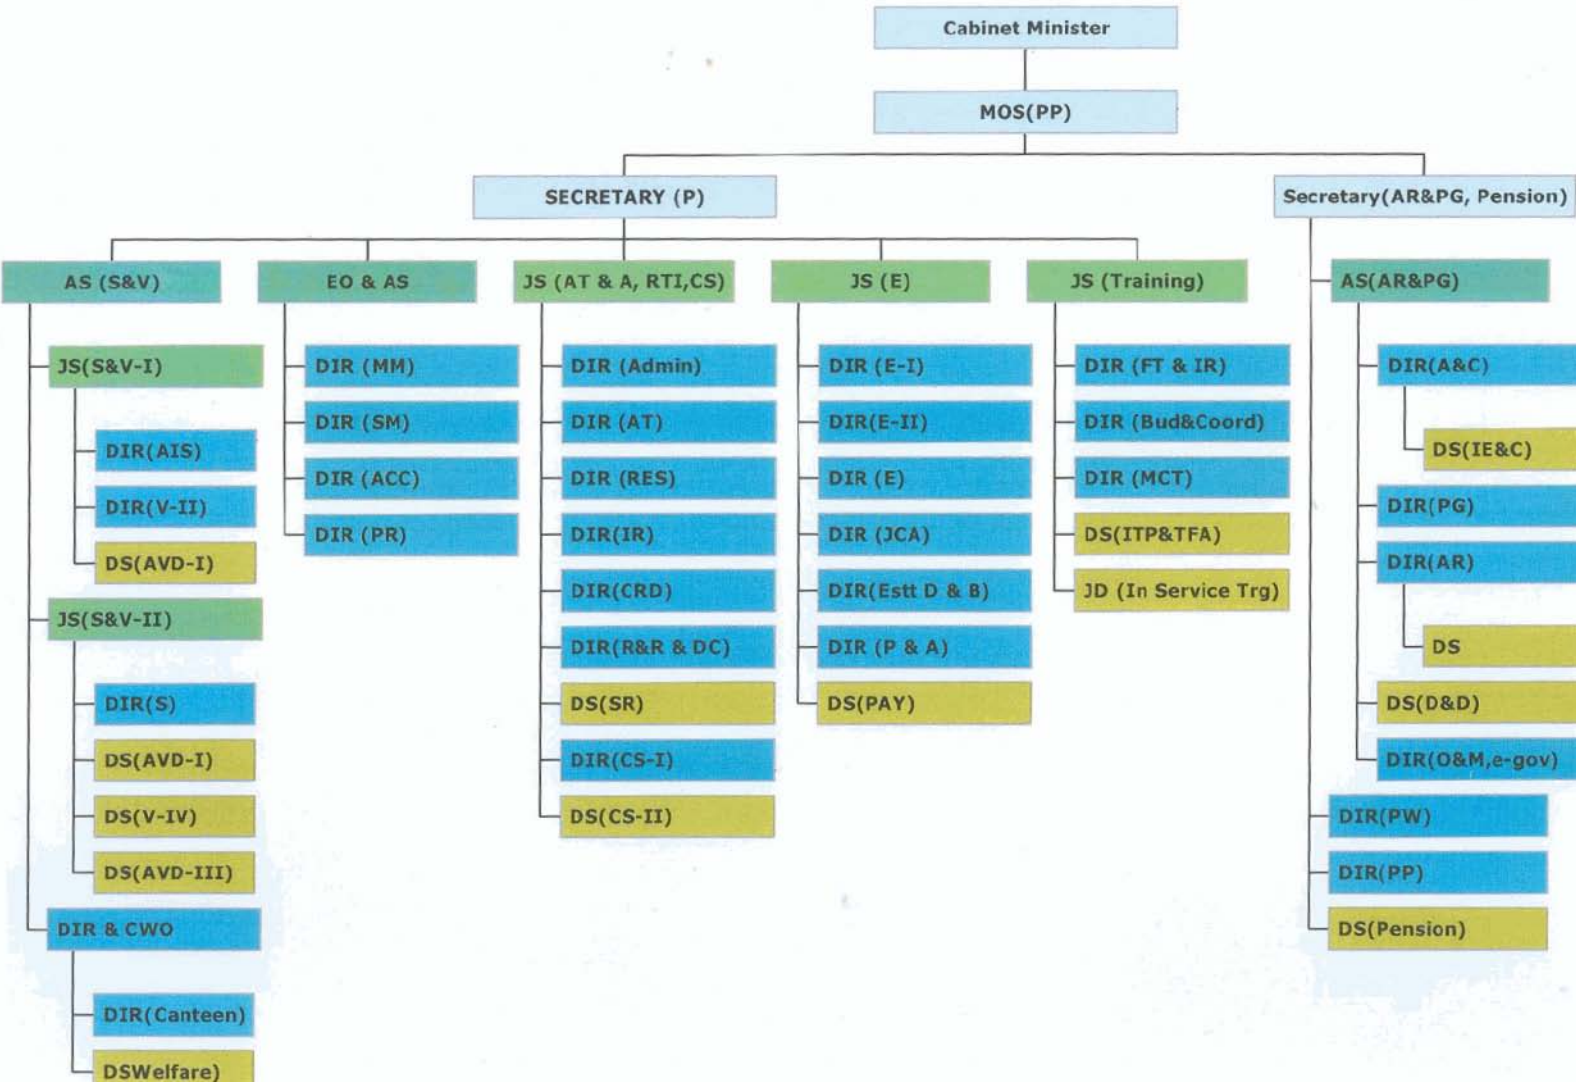 Cabinet Minister
MOS(PP)
SECRETARY (P)
Secretary(AR&PG, Pension)
AS (S&V)
EO & AS
JS (AT & A, RTI,CS)
JS (E)
JS (Training)
AS(AR&PG)
JS(S&V-I)
DIR(AIS)
DIR(V-II)
DS(AVD-I)
JS(S&V-II)
DIR(S)
DS(AVD-I)
DS(V-IV)
DS(AVD-III)
DIR & CWO
DIR(Canteen)
DSWelfare)
DIR (MM)
DIR (SM)
DIR (ACC)
DIR (PR)
DIR (Admin)
DIR (AT)
DIR (RES)
DIR(IR)
DIR(CRD)
DIR(R&R & DC)
DS(SR)
DIR(CS-I)
DS(CS-II)
DIR (E-I)
DIR(E-II)
DIR (E)
DIR (JCA)
DIR(Estt D & B)
DIR (P & A)
DS(PAY)
DIR (FT & IR)
DIR (Bud&Coord)
DIR (MCT)
DS(ITP&TFA)
JD (In Service Trg)
DIR(A&C)
DS(IE&C)
DIR(PG)
DIR(AR)
DS
DS(D&D)
DIR(O&M,e-gov)
DIR(PW)
DIR(PP)
DS(Pension)